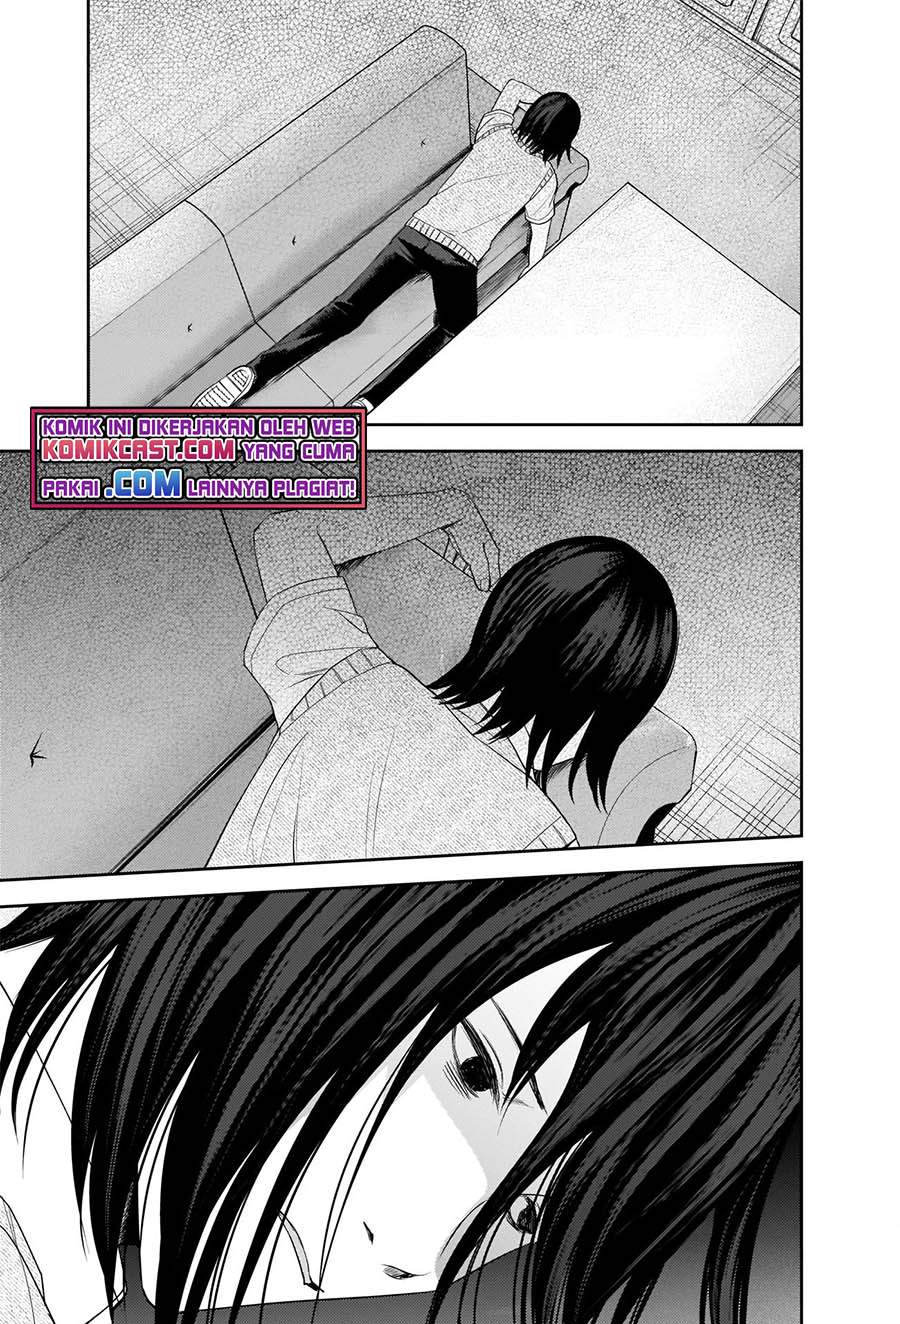 KOMIK INI DIKERJAKAN OLEH WEB
KOMIKCAST.COM YANG CUMA
PAKAI .COM LAINNYA PLAGIAT!